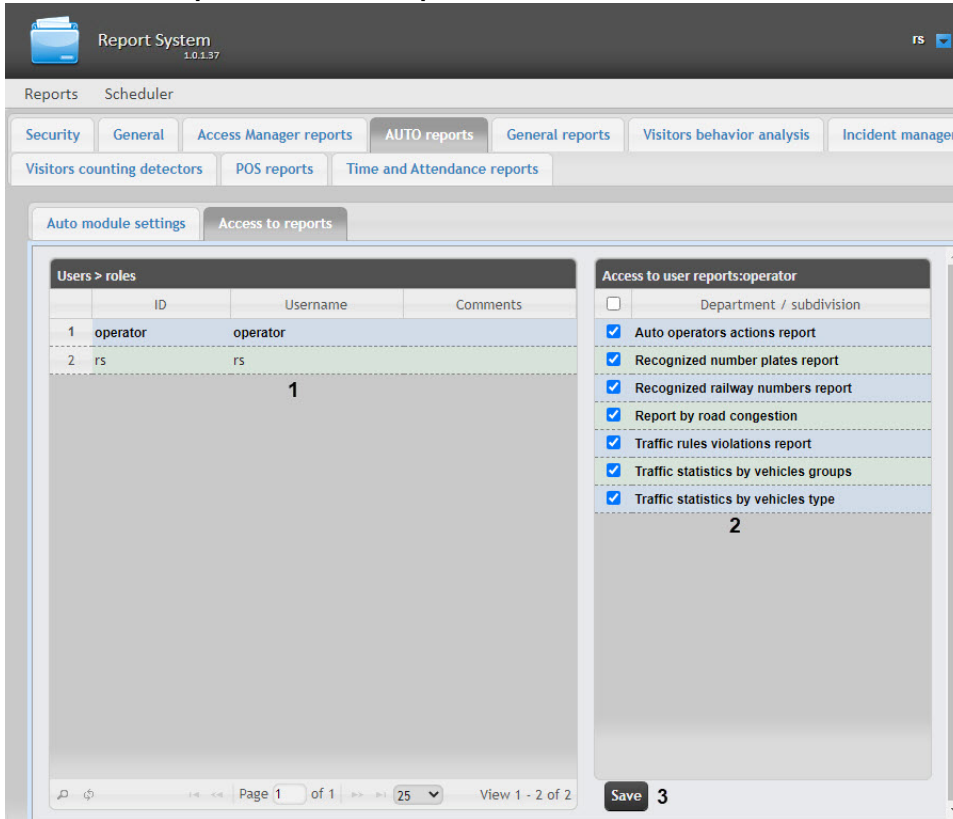 Report System
1.0.1.37
rs
Reports Scheduler
Security General Access Manager reports AUTO reports General reports Visitors behavior analysis Incident manager
Visitors counting detectors POS reports Time and Attendance reports
Auto module settings Access to reports
Users > roles Access to user reports:operator
ID Username Comments Department / subdivision
1 operator operator Auto operators actions report
2 rs rs Recognized number plates report
1 Recognized railway numbers report
Report by road congestion
Traffic rules violations report
Traffic statistics by vehicles groups
Traffic statistics by vehicles type
2
Page 1 of 1 25 View 1 - 2 of 2 Save 3